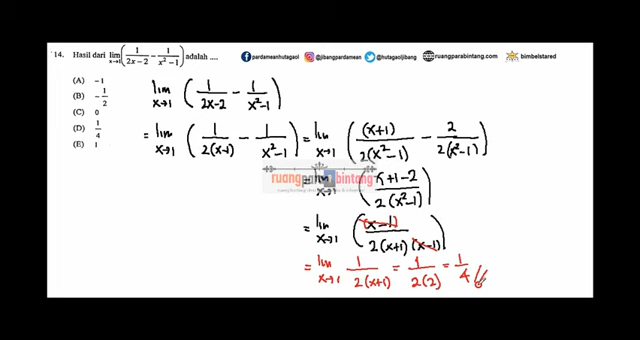 14. Hasil dari lim x→1 (1/(2x−2) − 1/(x²−1)) adalah ....
pardameanhutagaol @jibangpardamean @hutagaoljibang www.ruangparabintang.com bimbelstared
(A) −1
(B) −1/2
(C) 0
(D) 1/4
(E) 1
lim x→1 (1/(2x−2) − 1/(x²−1))
= lim x→1 (1/(2(x−1)) − 1/(x²−1)) = lim x→1 ((x+1)/(2(x²−1)) − 2/(2(x²−1)))
= lim x→1 ((x+1−2)/(2(x²−1)))
ruangparabintang
= lim x→1 ((x−1)/(2(x+1)(x−1)))
= lim x→1 1/(2(x+1)) = 1/(2(2)) = 1/4 //